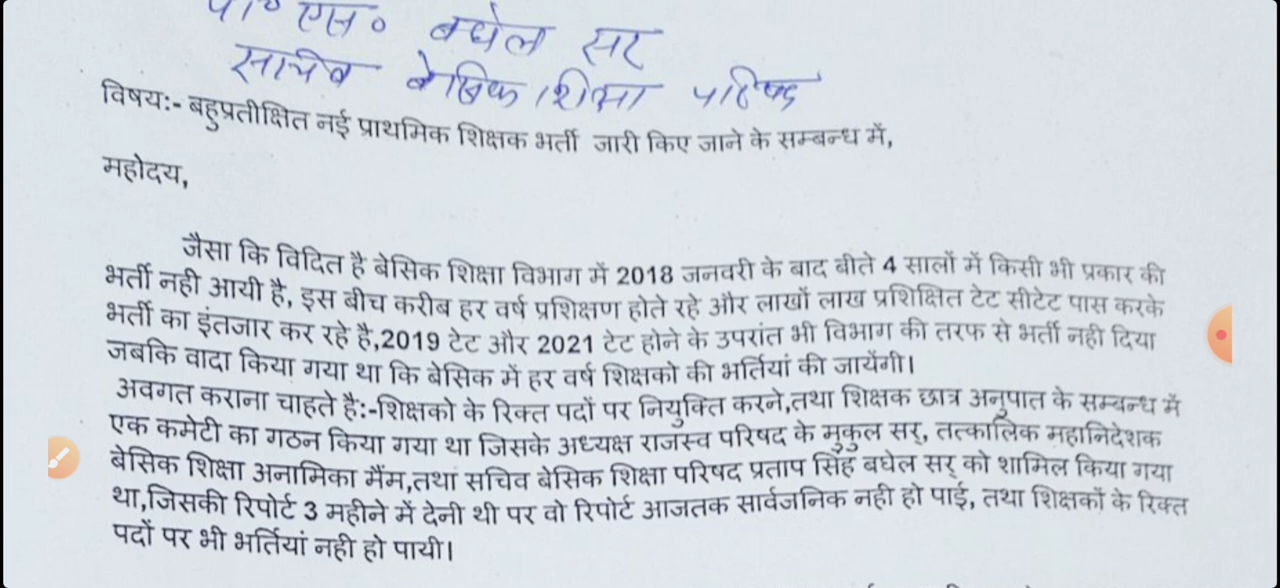 पी० एस० बघेल सर
सचिव बेसिक शिक्षा परिषद
विषय:- बहुप्रतीक्षित नई प्राथमिक शिक्षक भर्ती जारी किए जाने के सम्बन्ध में,
महोदय,
जैसा कि विदित है बेसिक शिक्षा विभाग में 2018 जनवरी के बाद बीते 4 सालों में किसी भी प्रकार की
भर्ती नही आयी है, इस बीच करीब हर वर्ष प्रशिक्षण होते रहे और लाखों लाख प्रशिक्षित टेट सीटेट पास करके
भर्ती का इंतजार कर रहे है,2019 टेट और 2021 टेट होने के उपरांत भी विभाग की तरफ से भर्ती नही दिया
जबकि वादा किया गया था कि बेसिक में हर वर्ष शिक्षको की भर्तियां की जायेंगी।
अवगत कराना चाहते है:-शिक्षको के रिक्त पदों पर नियुक्ति करने,तथा शिक्षक छात्र अनुपात के सम्बन्ध में
एक कमेटी का गठन किया गया था जिसके अध्यक्ष राजस्व परिषद के मुकुल सर्, तत्कालिक महानिदेशक
बेसिक शिक्षा अनामिका मैंम,तथा सचिव बेसिक शिक्षा परिषद प्रताप सिंह बघेल सर् को शामिल किया गया
था,जिसकी रिपोर्ट 3 महीने में देनी थी पर वो रिपोर्ट आजतक सार्वजनिक नही हो पाई, तथा शिक्षकों के रिक्त
पदों पर भी भर्तियां नही हो पायी।